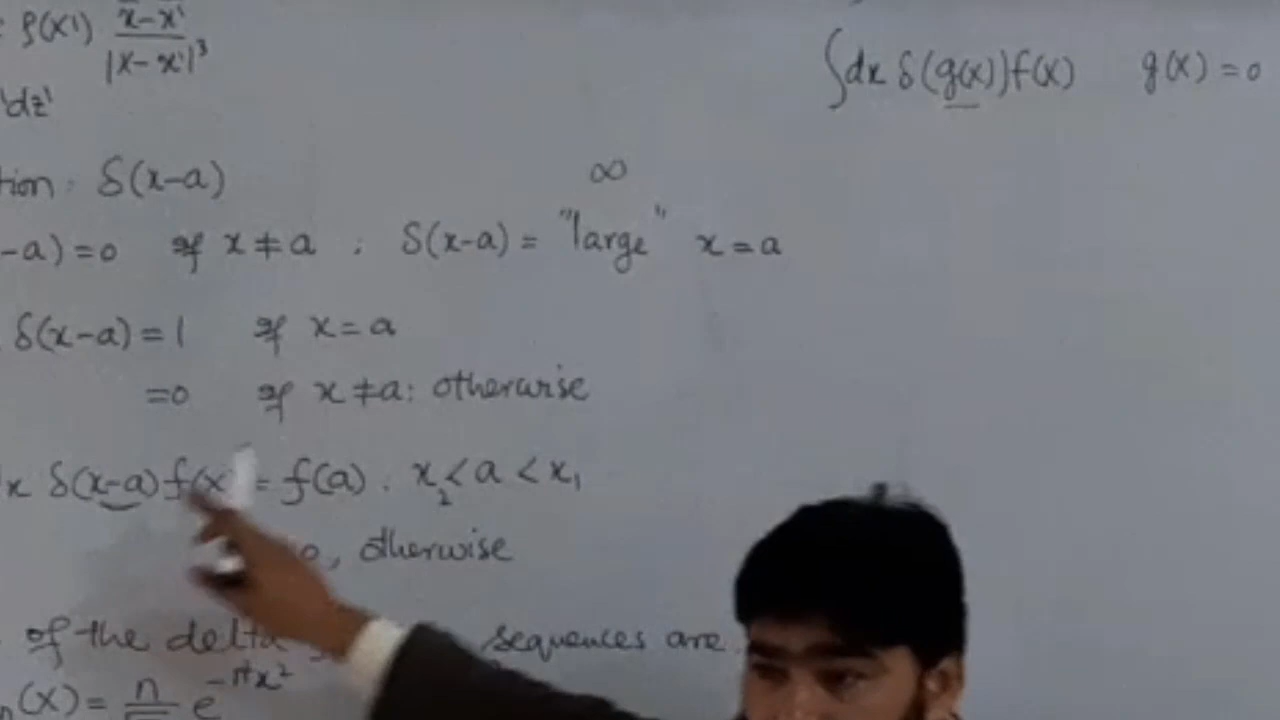 ρ(x') x-x' / |x-x'|³
'dz'
∫dx δ(g(x))f(x) g(x) = 0
tion: δ(x-a)
∞
-a) = 0 if x ≠ a ; δ(x-a) = "large" x = a
δ(x-a) = 1 if x = a
= 0 if x ≠ a: otherwise
x δ(x-a) f(x = f(a). x₂ < a < x₁
, otherwise
of the delta sequences are
(x) = n e